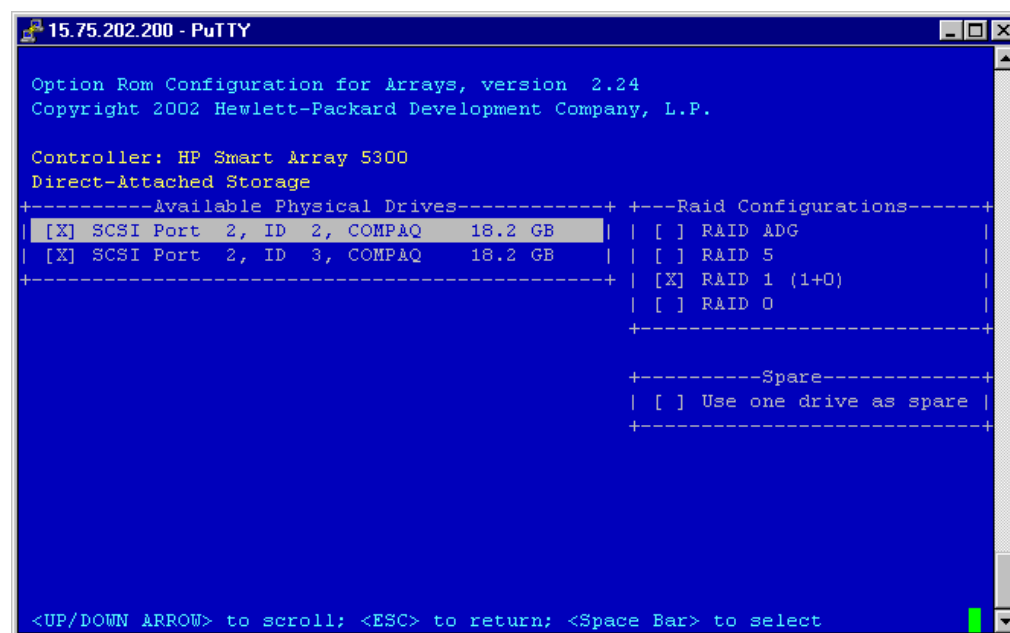 15.75.202.200 - PuTTY
Option Rom Configuration for Arrays, version  2.24
Copyright 2002 Hewlett-Packard Development Company, L.P.
Controller: HP Smart Array 5300
Direct-Attached Storage
+----------Available Physical Drives------------+ +---Raid Configurations------+
| [X] SCSI Port  2, ID  2, COMPAQ    18.2 GB    | | [ ] RAID ADG               |
| [X] SCSI Port  2, ID  3, COMPAQ    18.2 GB    | | [ ] RAID 5                 |
+-----------------------------------------------+ | [X] RAID 1 (1+0)           |
| [ ] RAID 0                 |
+----------------------------+
+----------Spare-------------+
| [ ] Use one drive as spare |
+----------------------------+
<UP/DOWN ARROW> to scroll; <ESC> to return; <Space Bar> to select